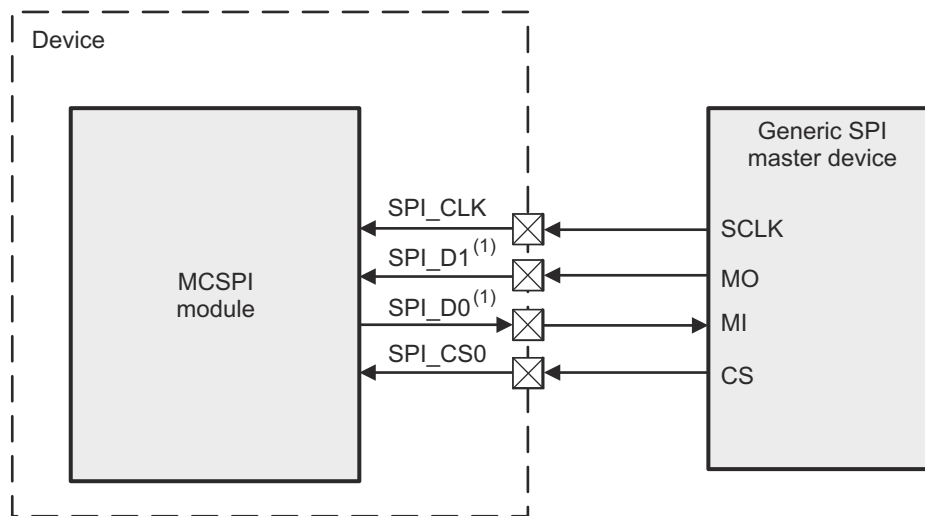 Device
Generic SPI
master device
MCSPI
module
SPI_CLK
SPI_D1(1)
SPI_D0(1)
SPI_CS0
SCLK
MO
MI
CS